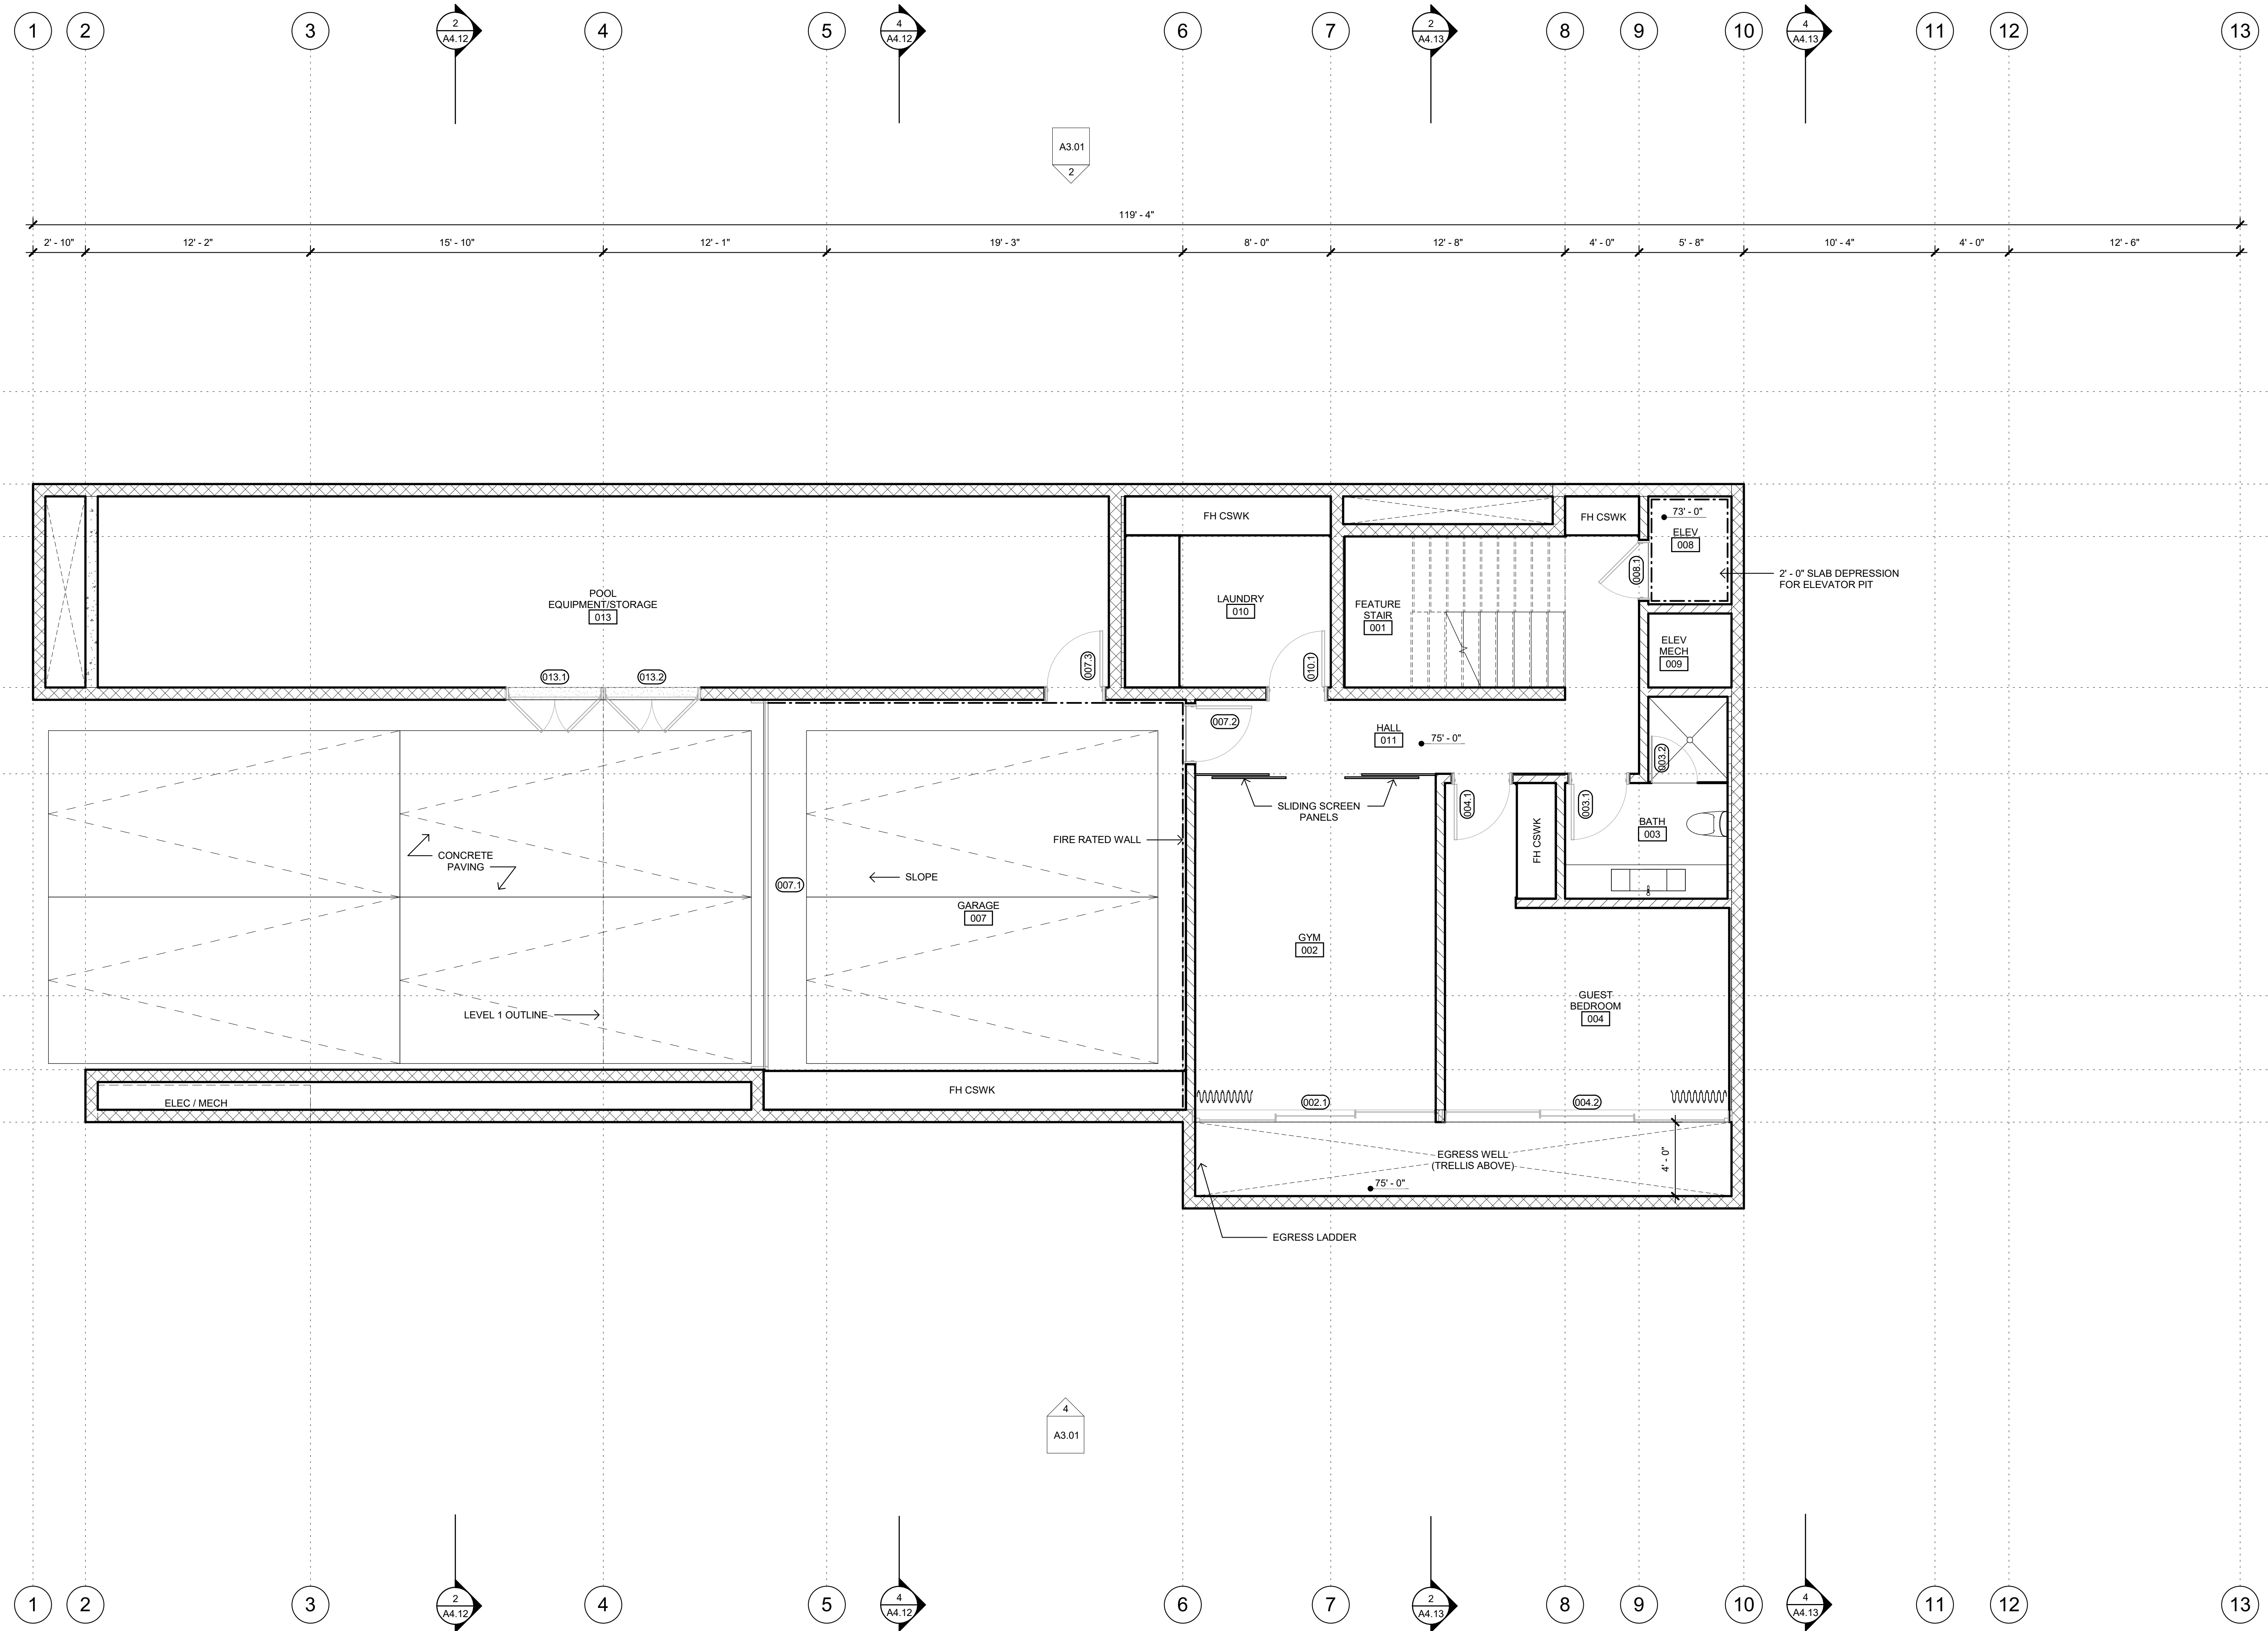 1 2 3 2 4 5 4 6 7 2 8 9 10 4 11 12 13
A4.12 A4.12 A4.13 A4.13
A3.01
2
119' - 4"
2' - 10" 12' - 2" 15' - 10" 12' - 1" 19' - 3" 8' - 0" 12' - 8" 4' - 0" 5' - 8" 10' - 4" 4' - 0" 12' - 6"
FH CSWK
FH CSWK
73' - 0"
ELEV
008
008.1
2' - 0" SLAB DEPRESSION
FOR ELEVATOR PIT
POOL
EQUIPMENT/STORAGE
013
LAUNDRY
010
FEATURE
STAIR
001
ELEV
MECH
009
013.1
013.2
007.3
010.1
007.2
HALL
011
75' - 0"
003.2
SLIDING SCREEN
PANELS
004.1
003.1
BATH
003
FH CSWK
FIRE RATED WALL
CONCRETE
PAVING
007.1
SLOPE
GARAGE
007
GYM
002
GUEST
BEDROOM
004
LEVEL 1 OUTLINE
ELEC / MECH
FH CSWK
002.1
004.2
EGRESS WELL
(TRELLIS ABOVE)
4' - 0"
75' - 0"
EGRESS LADDER
4
A3.01
1 2 3 2 4 5 4 6 7 2 8 9 10 4 11 12 13
A4.12 A4.12 A4.13 A4.13